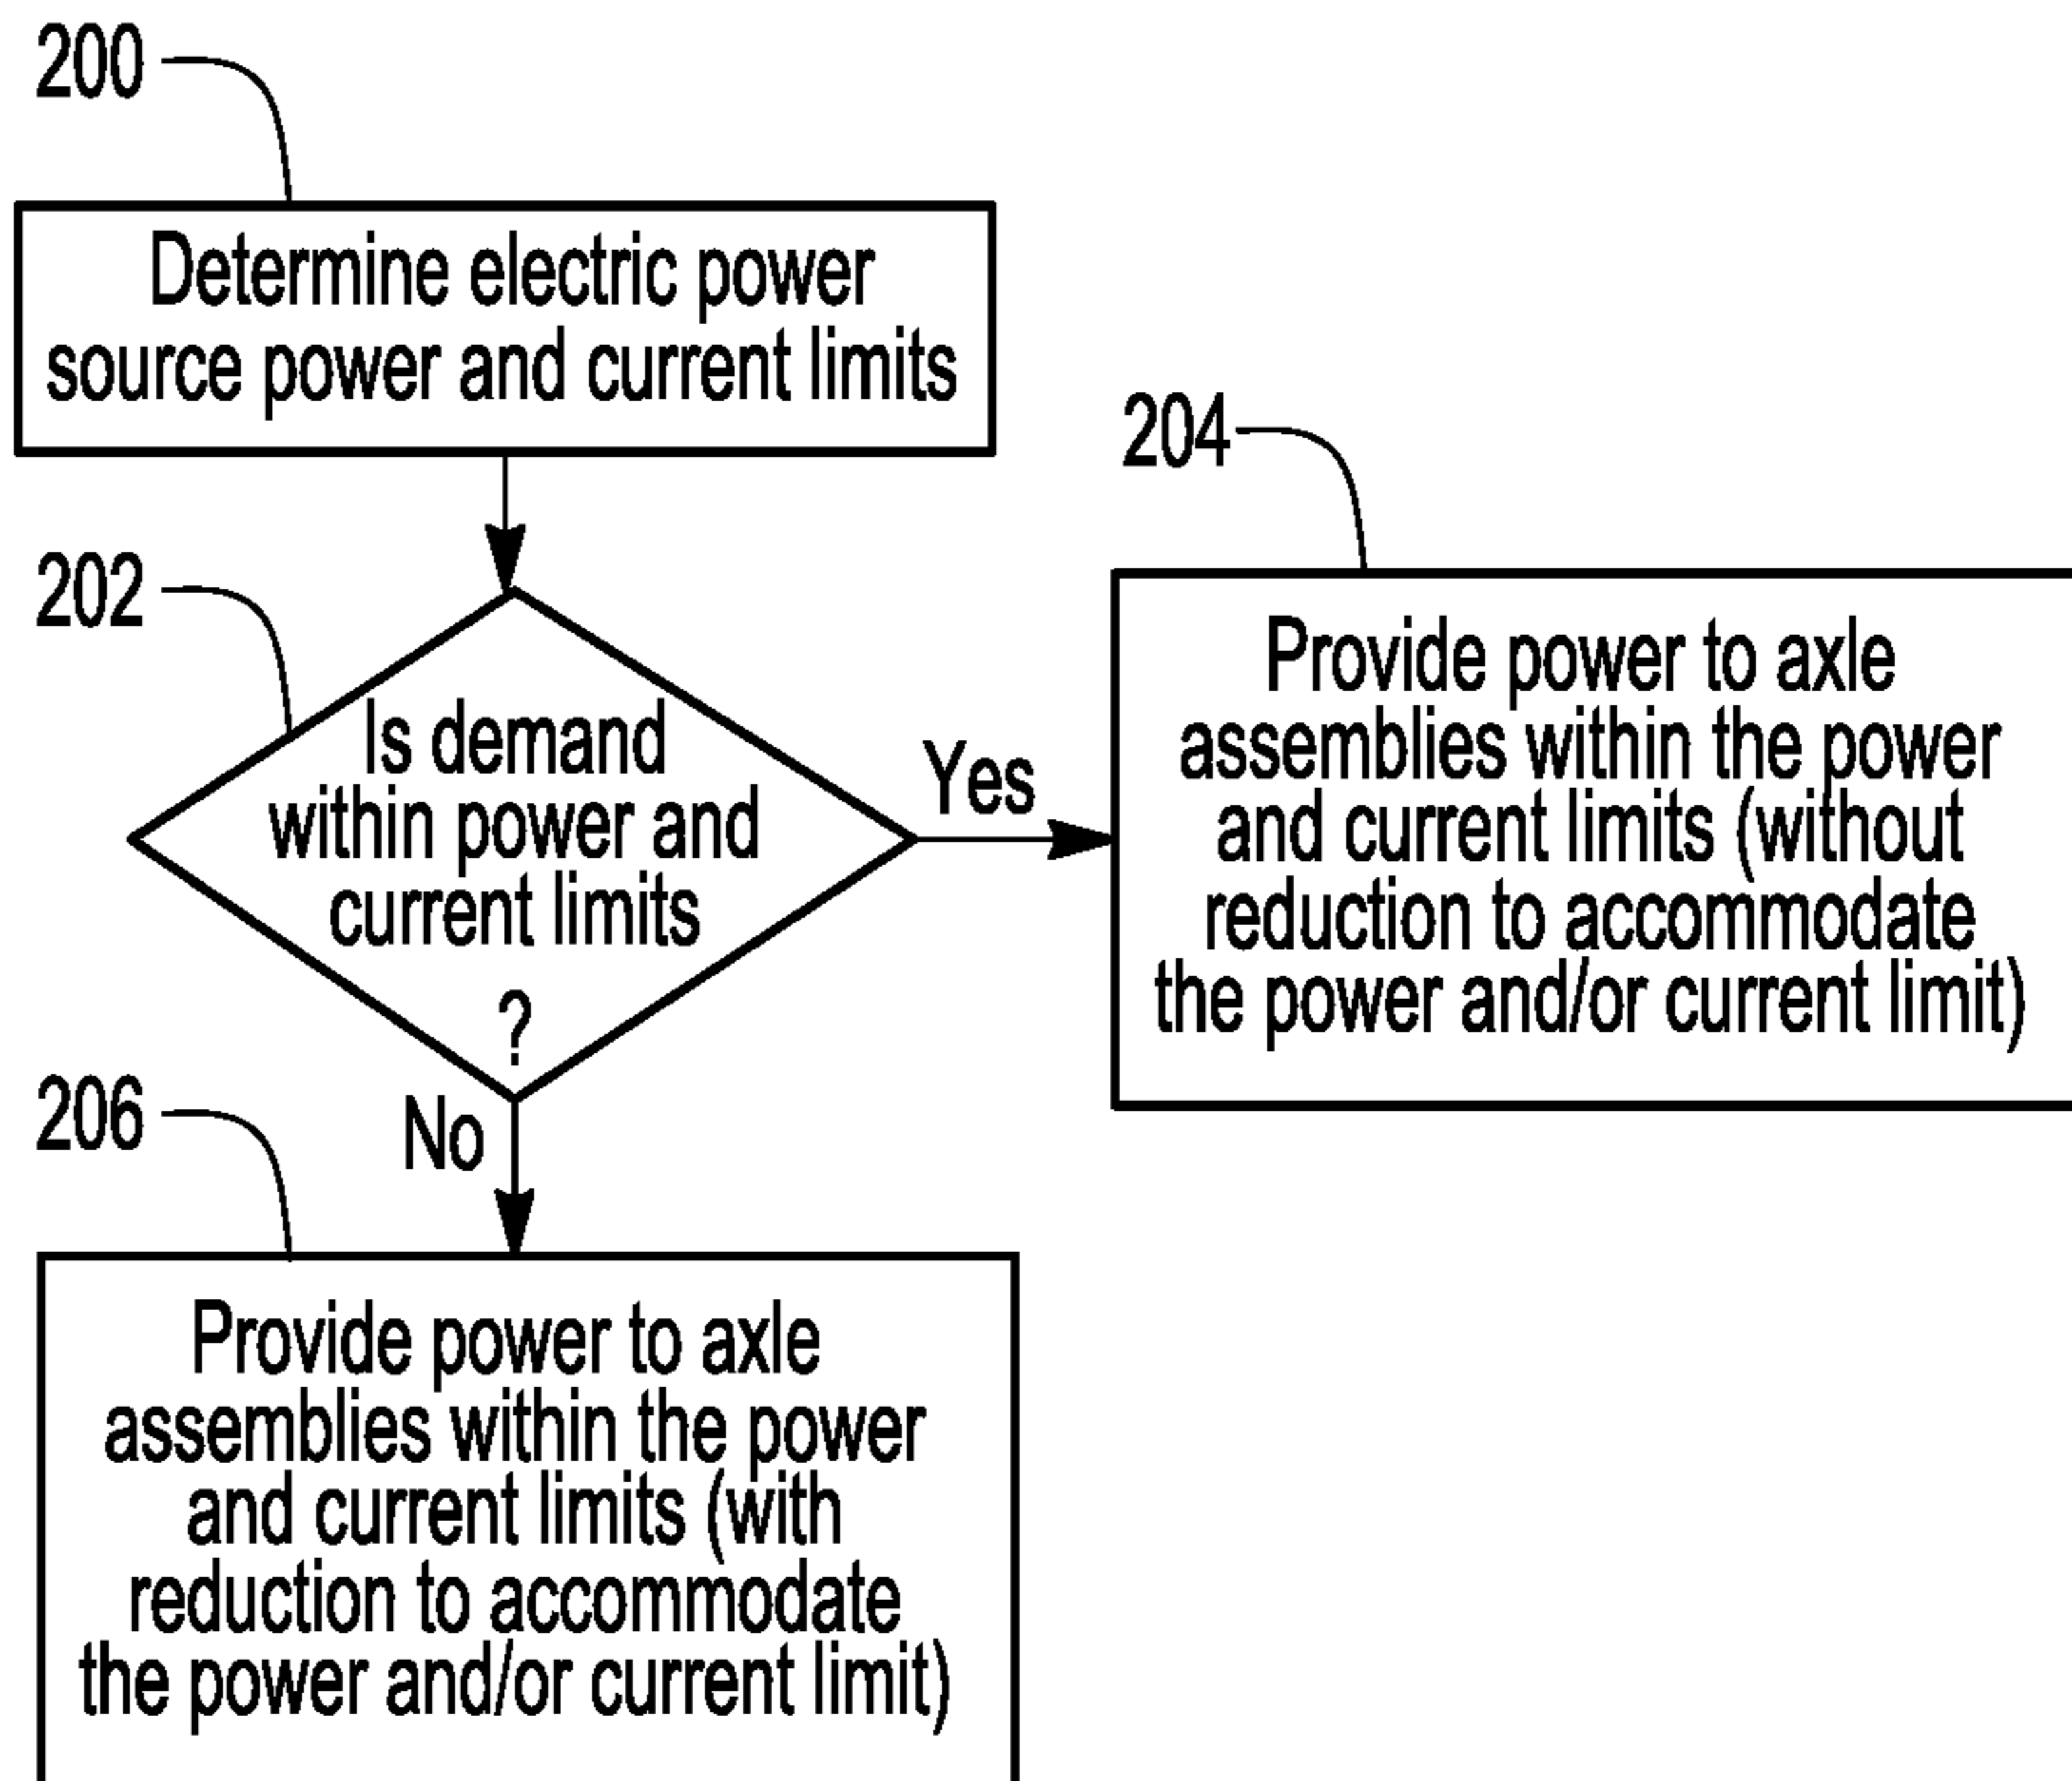 200
Determine electric power
source power and current limits
202
Is demand
within power and
current limits
?
Yes
204
Provide power to axle
assemblies within the power
and current limits (without
reduction to accommodate
the power and/or current limit)
No
206
Provide power to axle
assemblies within the power
and current limits (with
reduction to accommodate
the power and/or current limit)